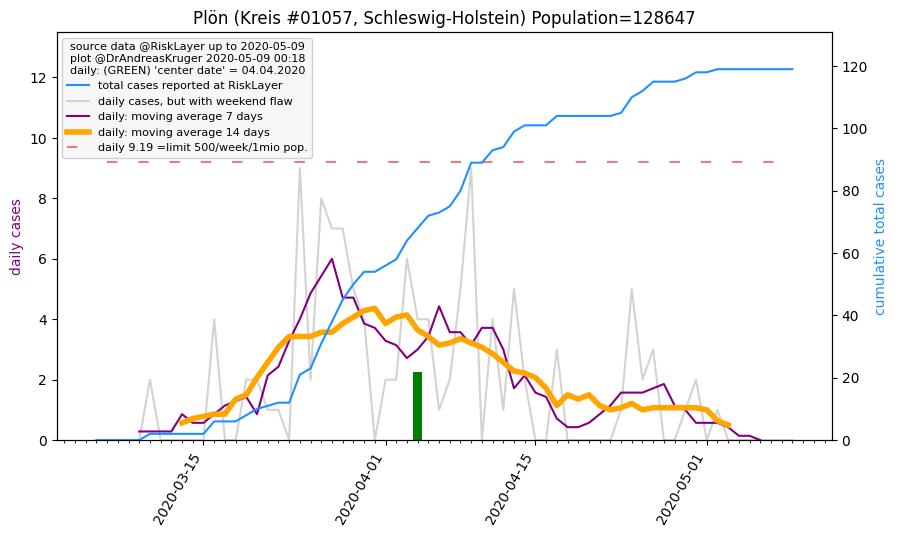 Plön (Kreis #01057, Schleswig-Holstein) Population=128647
source data @RiskLayer up to 2020-05-09
plot @DrAndreasKruger 2020-05-09 00:18
daily: (GREEN) 'center date' = 04.04.2020
total cases reported at RiskLayer
daily cases, but with weekend flaw
daily: moving average 7 days
daily: moving average 14 days
daily 9.19 =limit 500/week/1mio pop.
daily cases
12
10
8
6
4
2
0
120
100
80
60
40
20
0
cumulative total cases
2020-03-15
2020-04-01
2020-04-15
2020-05-01